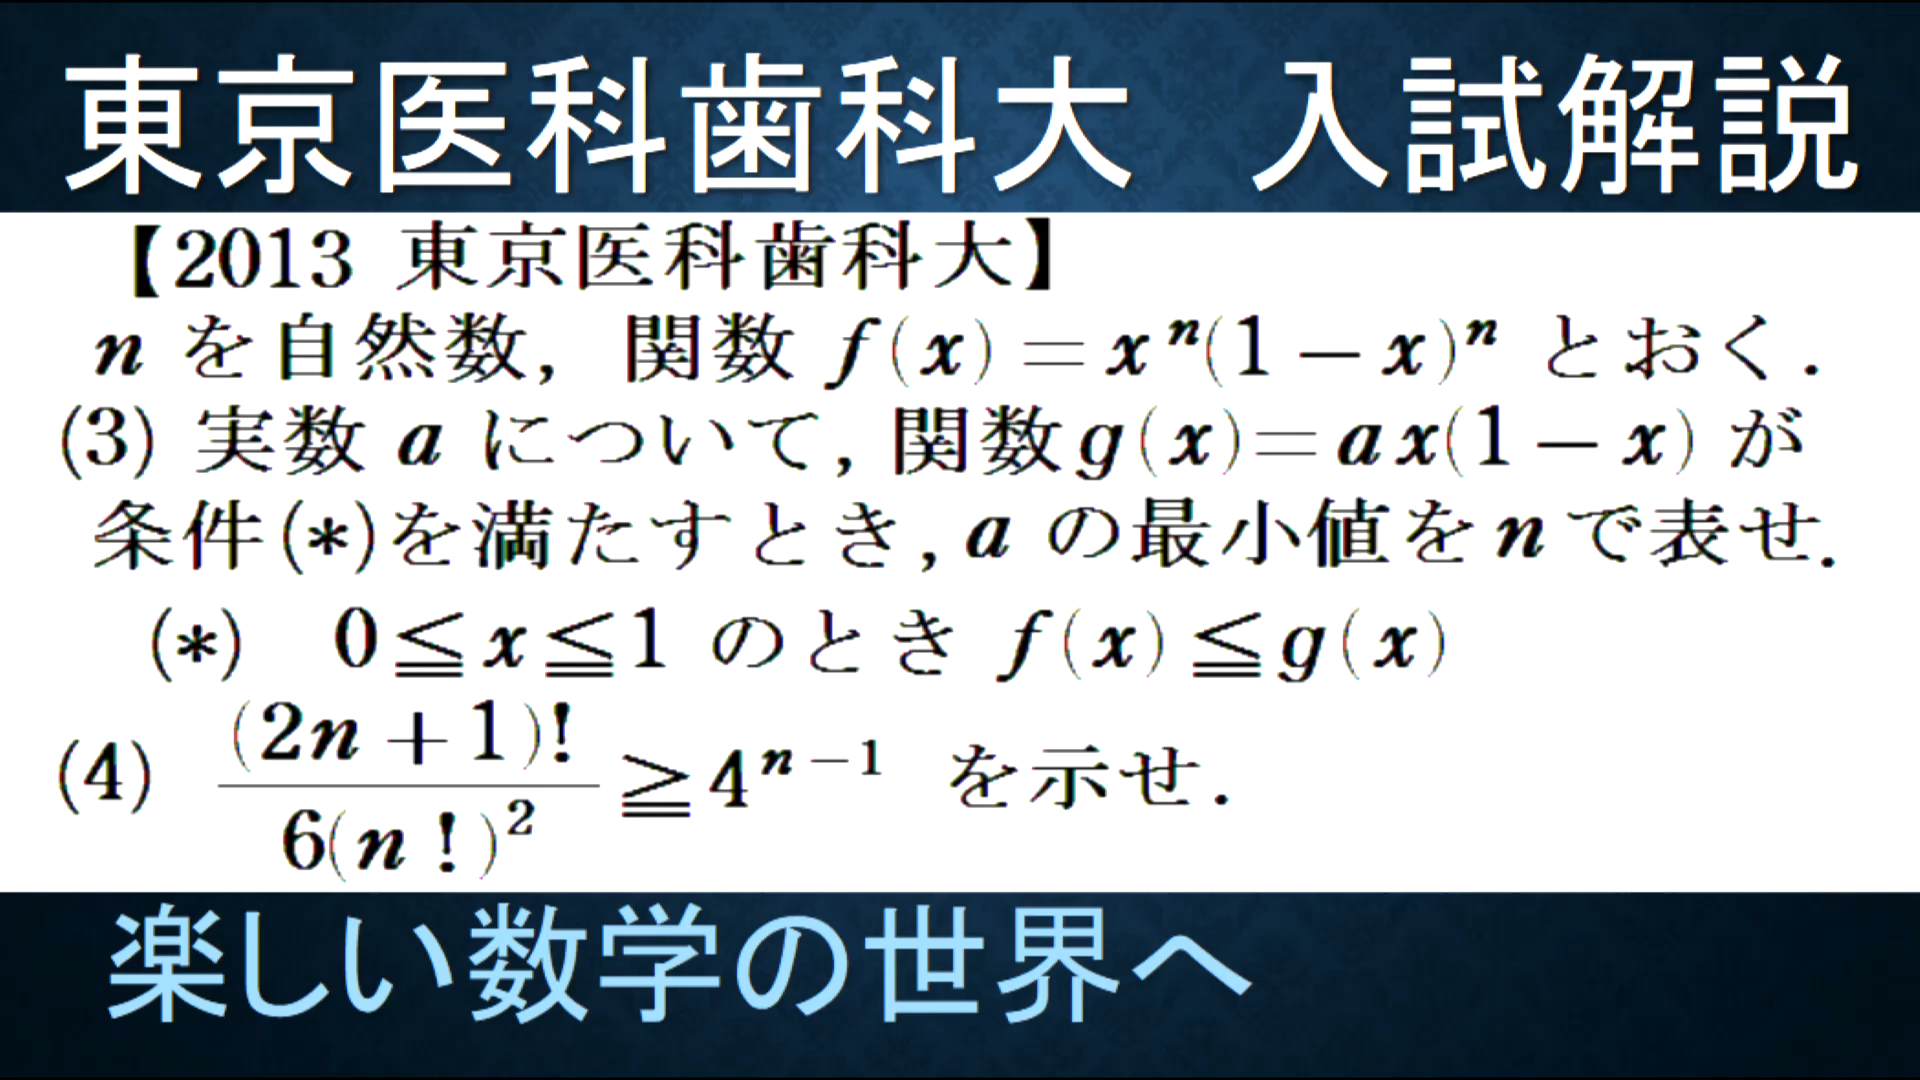 東京医科歯科大 入試解説
【2013 東京医科歯科大】
n を自然数, 関数 f(x)=xⁿ(1−x)ⁿ とおく.
(3) 実数 a について, 関数g(x)=ax(1−x) が
条件(*)を満たすとき, a の最小値をnで表せ.
(*) 0≦x≦1 のとき f(x)≦g(x)
(4) (2n+1)!/6(n!)² ≧4ⁿ⁻¹ を示せ.
楽しい数学の世界へ